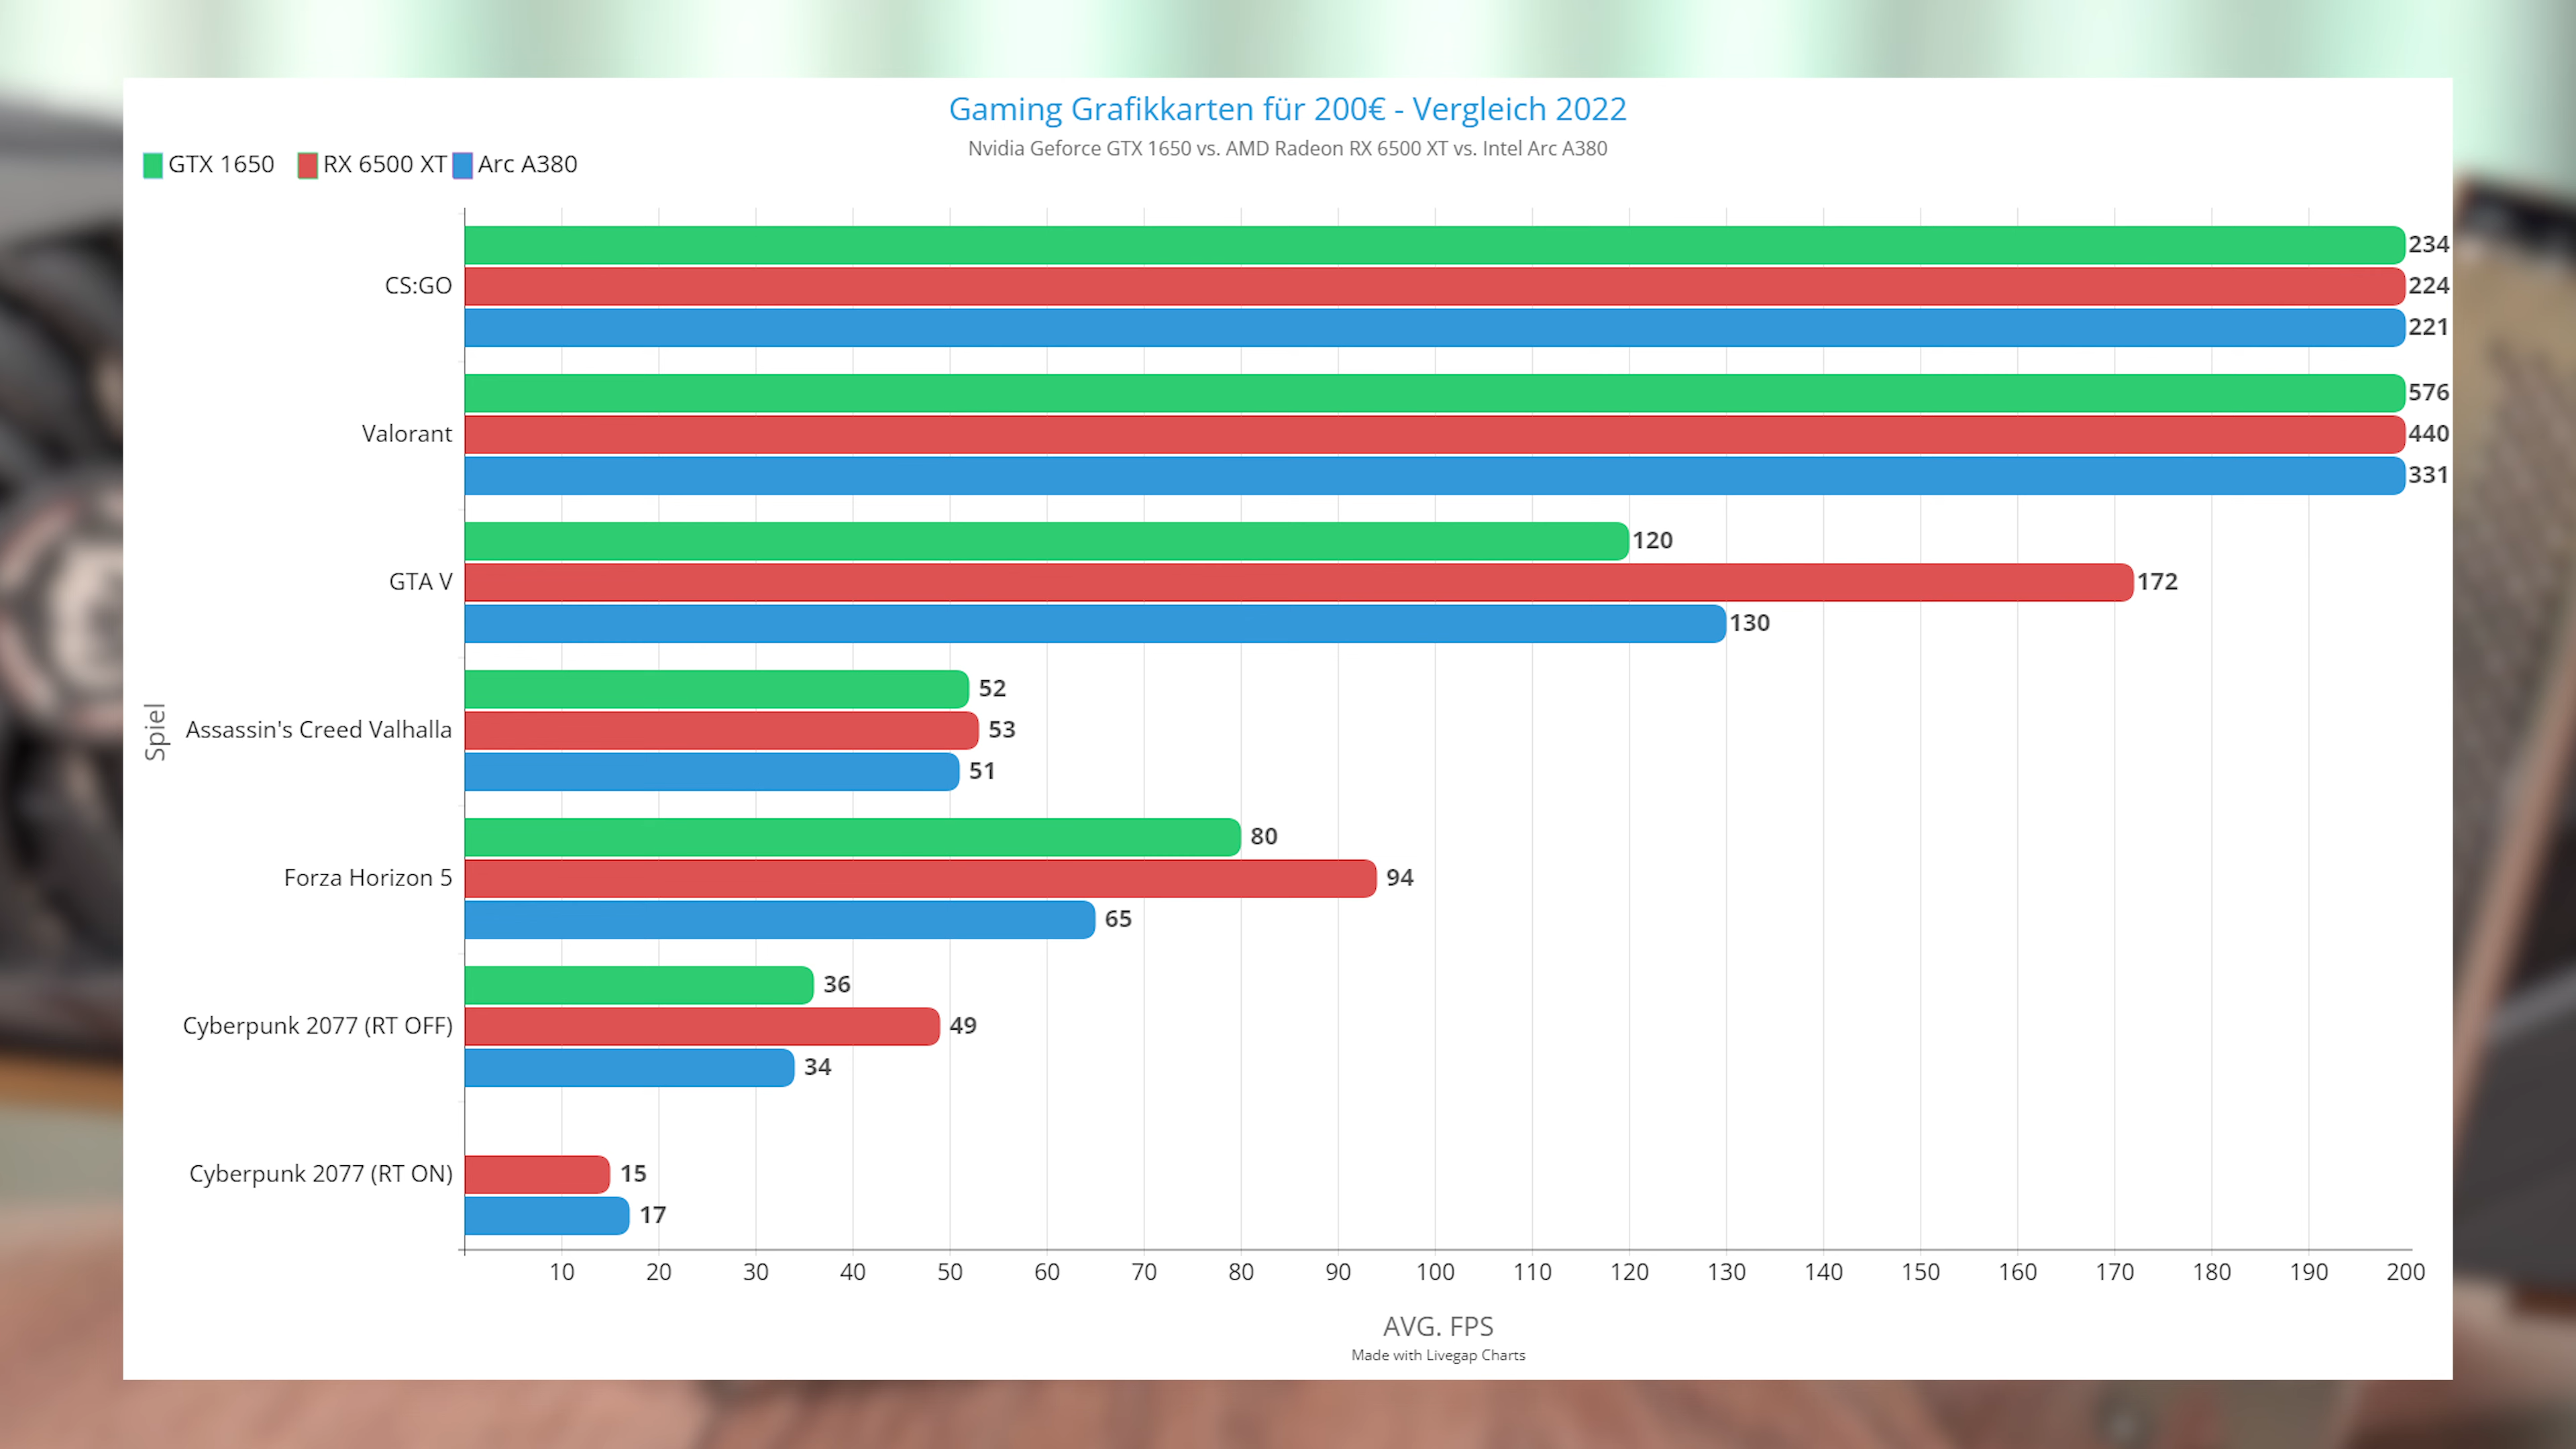 Gaming Grafikkarten für 200€ - Vergleich 2022
Nvidia Geforce GTX 1650 vs. AMD Radeon RX 6500 XT vs. Intel Arc A380
GTX 1650 RX 6500 XT Arc A380
234
CS:GO 224
221
576
Valorant 440
331
120
GTA V 172
130
52
Assassin's Creed Valhalla 53
51
Spiel
80
Forza Horizon 5 94
65
36
Cyberpunk 2077 (RT OFF) 49
34
Cyberpunk 2077 (RT ON) 15
17
10 20 30 40 50 60 70 80 90 100 110 120 130 140 150 160 170 180 190 200
AVG. FPS
Made with Livegap Charts